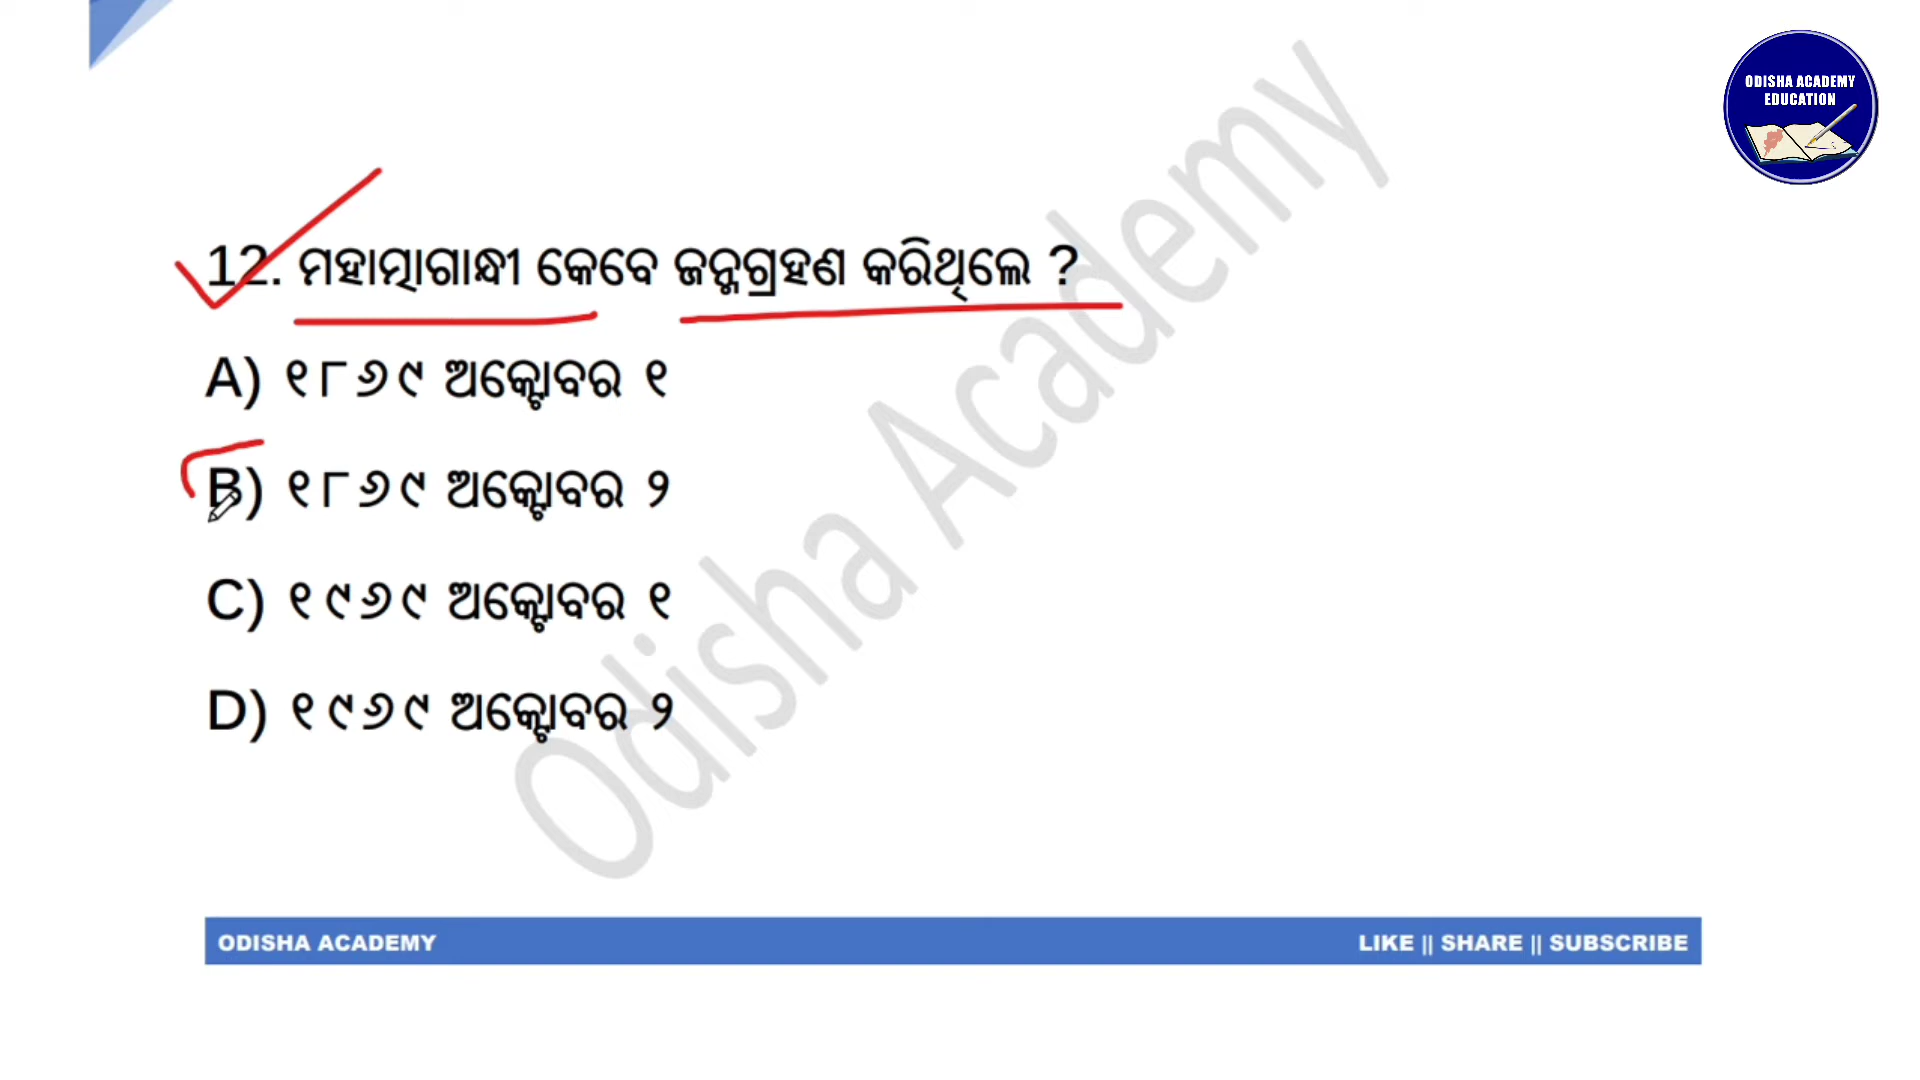 ODISHA ACADEMY
EDUCATION
12. ମହାତ୍ମାଗାନ୍ଧୀ କେବେ ଜନ୍ମଗ୍ରହଣ କରିଥିଲେ ?
A) ୧୮୬୯ ଅକ୍ଟୋବର ୧
B) ୧୮୬୯ ଅକ୍ଟୋବର ୨
C) ୧୯୬୯ ଅକ୍ଟୋବର ୧
D) ୧୯୬୯ ଅକ୍ଟୋବର ୨
Odisha Academy
ODISHA ACADEMY
LIKE || SHARE || SUBSCRIBE